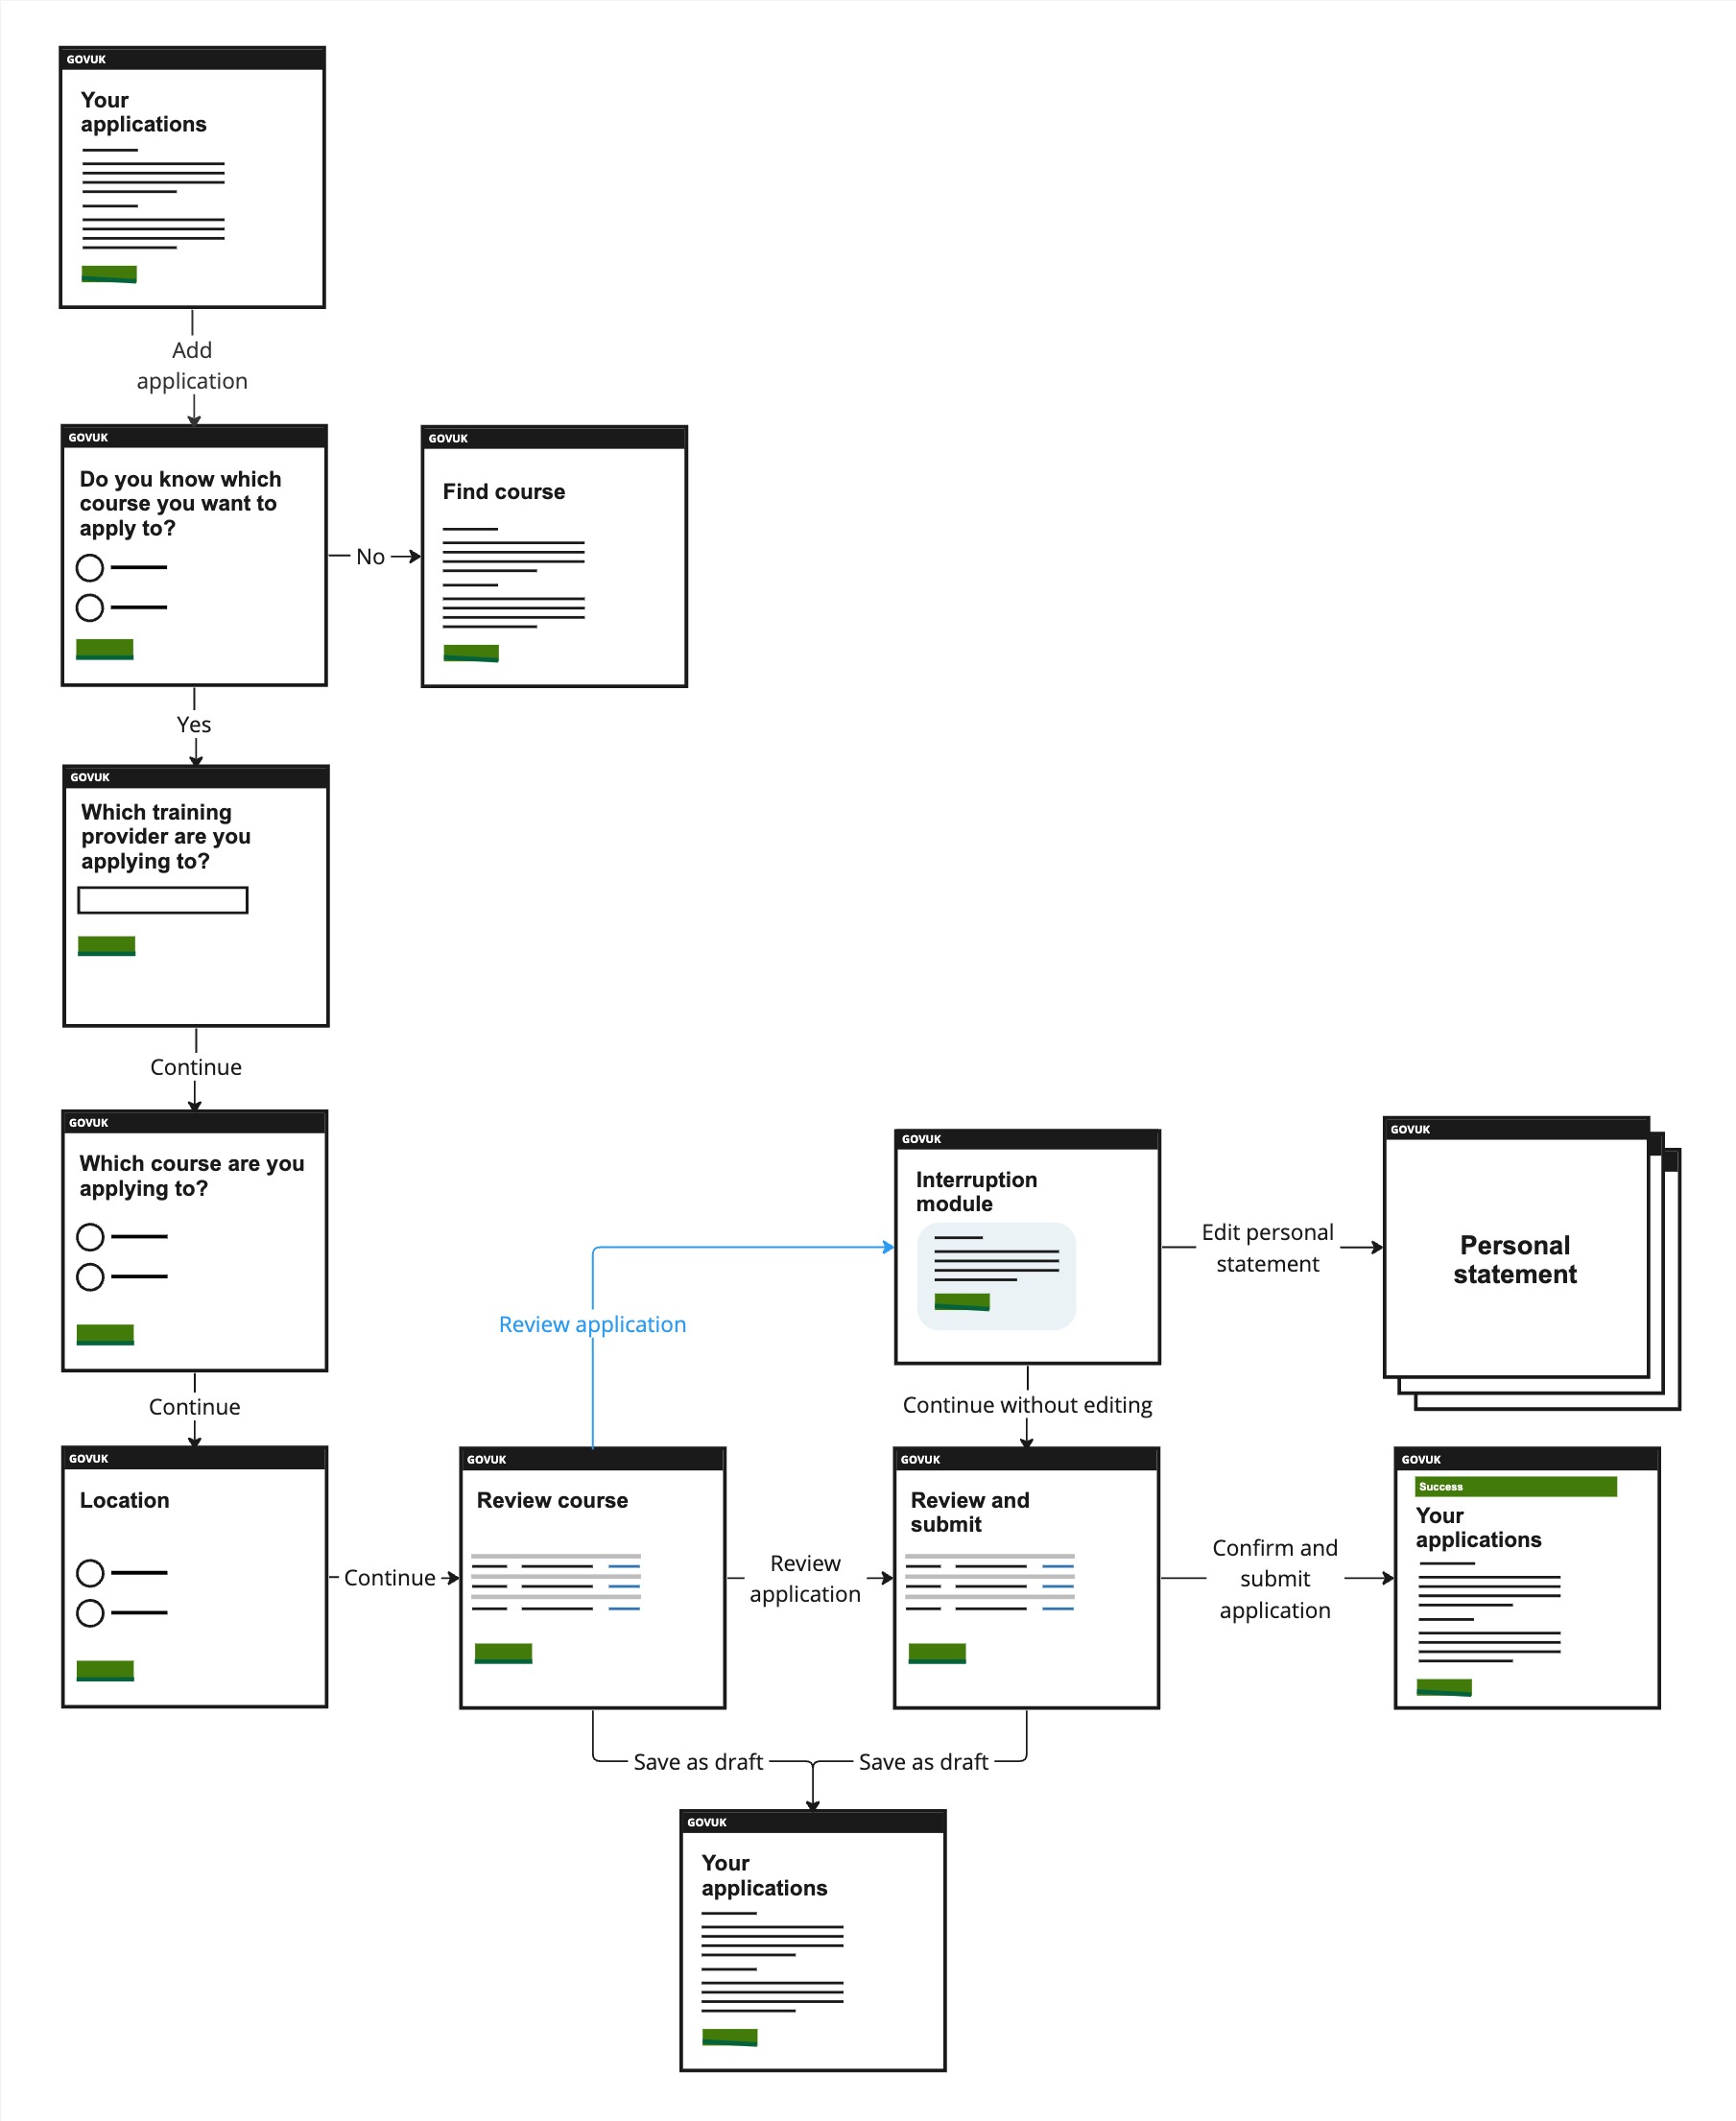 GOVUK
Your
applications
Add
application
GOVUK
Do you know which
course you want to
apply to?
No
GOVUK
Find course
Yes
GOVUK
Which training
provider are you
applying to?
Continue
GOVUK
Which course are you
applying to?
Continue
GOVUK
Location
Continue
GOVUK
Review course
Review application
GOVUK
Interruption
module
Edit personal
statement
GOVUK
Personal
statement
Continue without editing
Review
application
GOVUK
Review and
submit
Confirm and
submit
application
GOVUK
Success
Your
applications
Save as draft
Save as draft
GOVUK
Your
applications